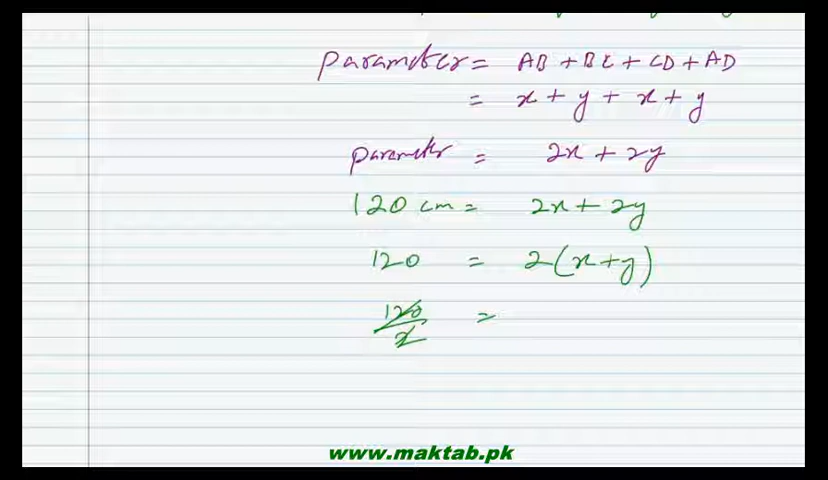 Parameter = AB + BC + CD + AD
= x + y + x + y
parameter = 2x + 2y
120 cm = 2x + 2y
120 = 2(x+y)
120/2 =
www.maktab.pk